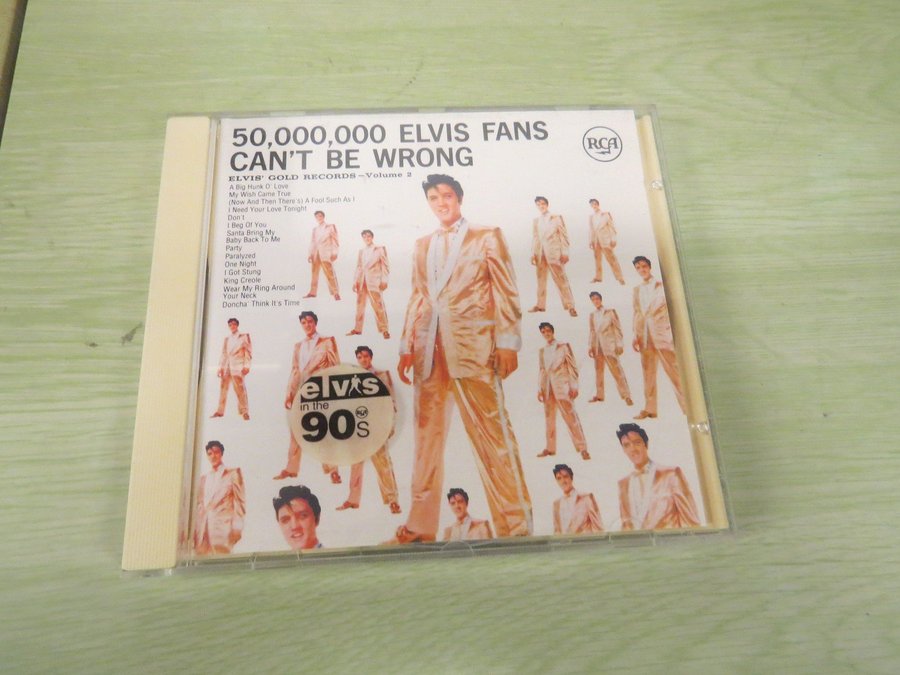 50,000,000 ELVIS FANS
CAN'T BE WRONG
RCA
ELVIS' GOLD RECORDS—Volume 2
A Big Hunk O' Love
My Wish Came True
(Now And Then There's) A Fool Such As I
I Need Your Love Tonight
Don't
I Beg Of You
Santa Bring My
Baby Back To Me
Party
Paralyzed
One Night
I Got Stung
King Creole
Wear My Ring Around
Your Neck
Doncha' Think It's Time
elvis
in the
90s